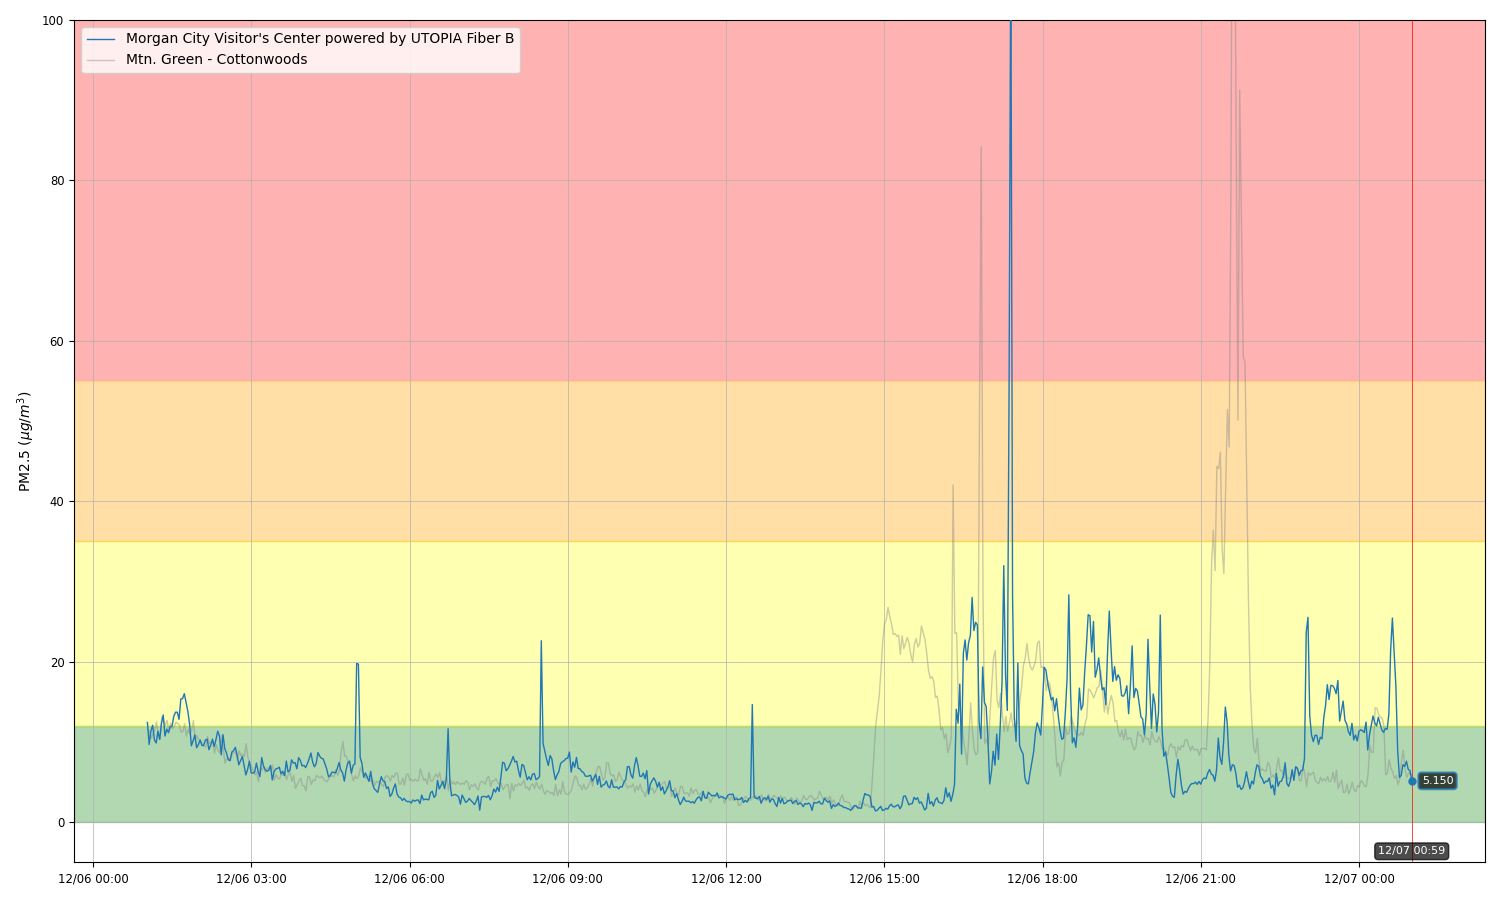 Morgan City Visitor's Center powered by UTOPIA Fiber B
Mtn. Green - Cottonwoods
100
80
60
40
20
0
PM2.5 (μg/m³)
5.150
12/07 00:59
12/06 00:00 12/06 03:00 12/06 06:00 12/06 09:00 12/06 12:00 12/06 15:00 12/06 18:00 12/06 21:00 12/07 00:00